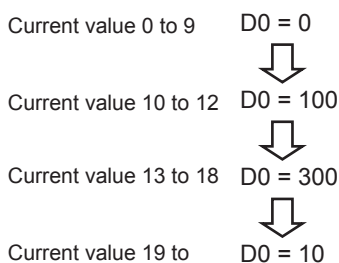 Current value 0 to 9 D0 = 0
Current value 10 to 12 D0 = 100
Current value 13 to 18 D0 = 300
Current value 19 to D0 = 10